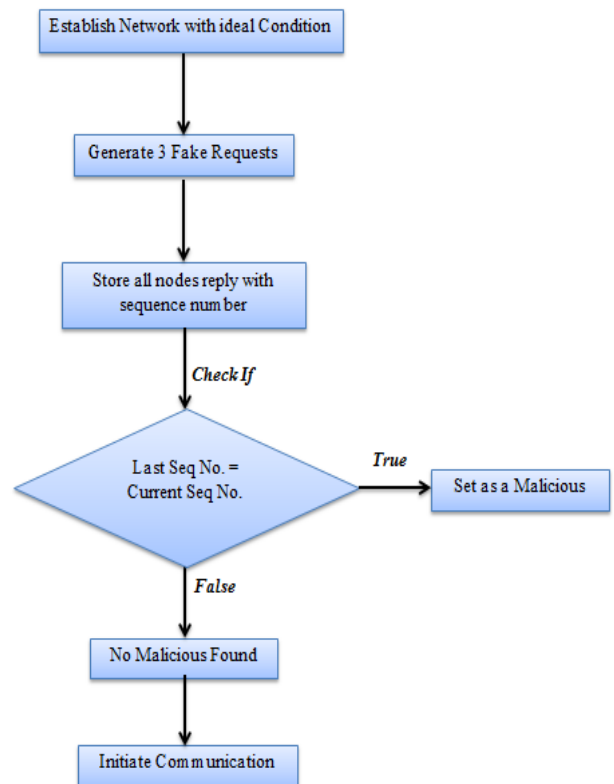 Establish Network with ideal Condition
Generate 3 Fake Requests
Store all nodes reply with
sequence number
Check If
Last Seq No. =
Current Seq No.
True
Set as a Malicious
False
No Malicious Found
Initiate Communication